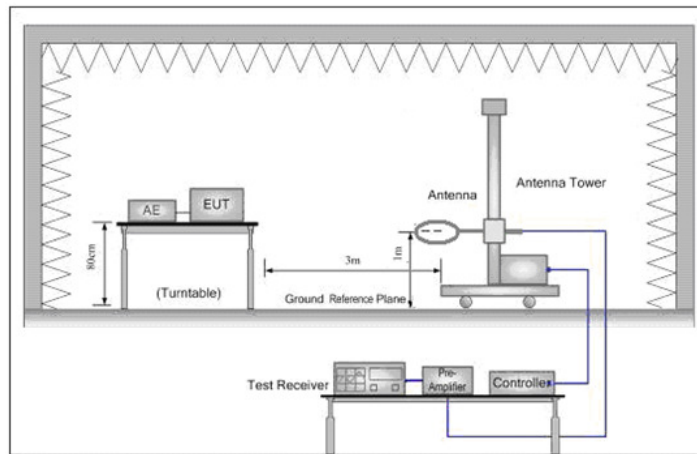 Antenna
Antenna Tower
AE
EUT
80cm
(Turntable)
3m
1m
Ground Reference Plane
Test Receiver
Pre-
Amplifier
Controller